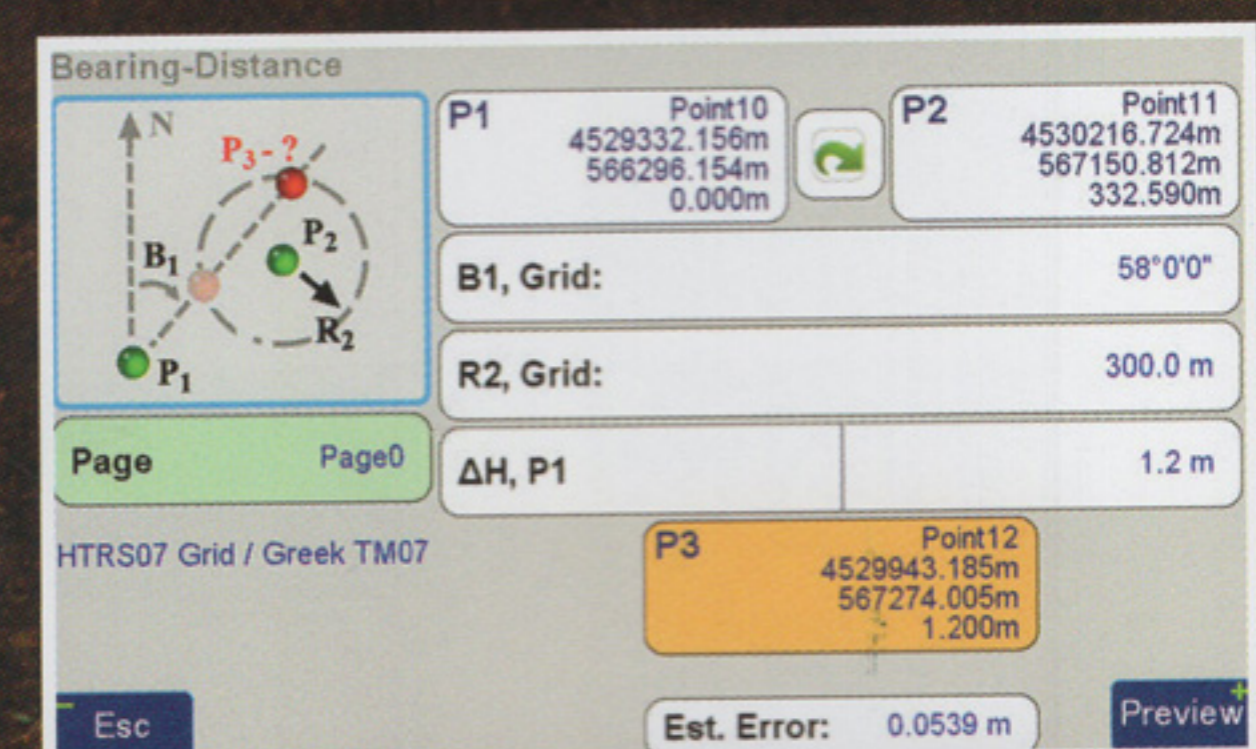 Bearing-Distance
N
P3 - ?
P2
B1
R2
P1
P1 Point10
4529332.156m
566296.154m
0.000m
P2 Point11
4530216.724m
567150.812m
332.590m
B1, Grid: 58°0'0"
R2, Grid: 300.0 m
Page Page0
ΔH, P1 1.2 m
HTRS07 Grid / Greek TM07
P3 Point12
4529943.185m
567274.005m
1.200m
Esc
Est. Error: 0.0539 m
Preview